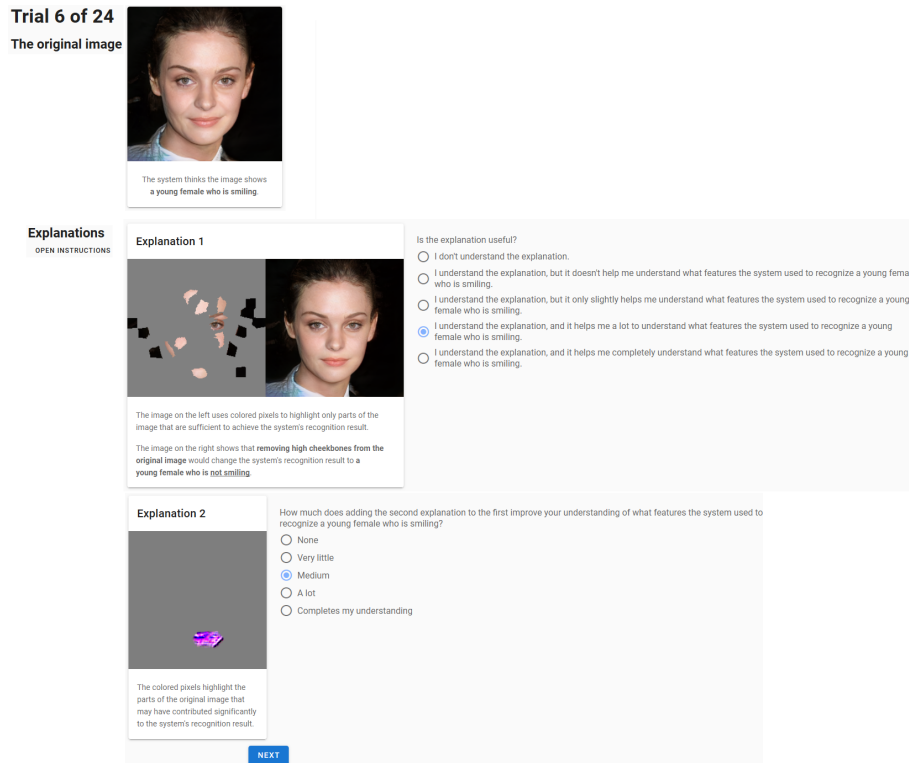 Trial 6 of 24
The original image
The system thinks the image shows
a young female who is smiling.
Explanations
OPEN INSTRUCTIONS
Explanation 1
The image on the left uses colored pixels to highlight only parts of the
image that are sufficient to achieve the system's recognition result.
The image on the right shows that removing high cheekbones from the
original image would change the system's recognition result to a
young female who is not smiling.
Is the explanation useful?
I don't understand the explanation.
I understand the explanation, but it doesn't help me understand what features the system used to recognize a young fema
who is smiling.
I understand the explanation, but it only slightly helps me understand what features the system used to recognize a young
female who is smiling.
I understand the explanation, and it helps me a lot to understand what features the system used to recognize a young
female who is smiling.
I understand the explanation, and it helps me completely understand what features the system used to recognize a young
female who is smiling.
Explanation 2
The colored pixels highlight the
parts of the original image that
may have contributed significantly
to the system's recognition result.
How much does adding the second explanation to the first improve your understanding of what features the system used to
recognize a young female who is smiling?
None
Very little
Medium
A lot
Completes my understanding
NEXT